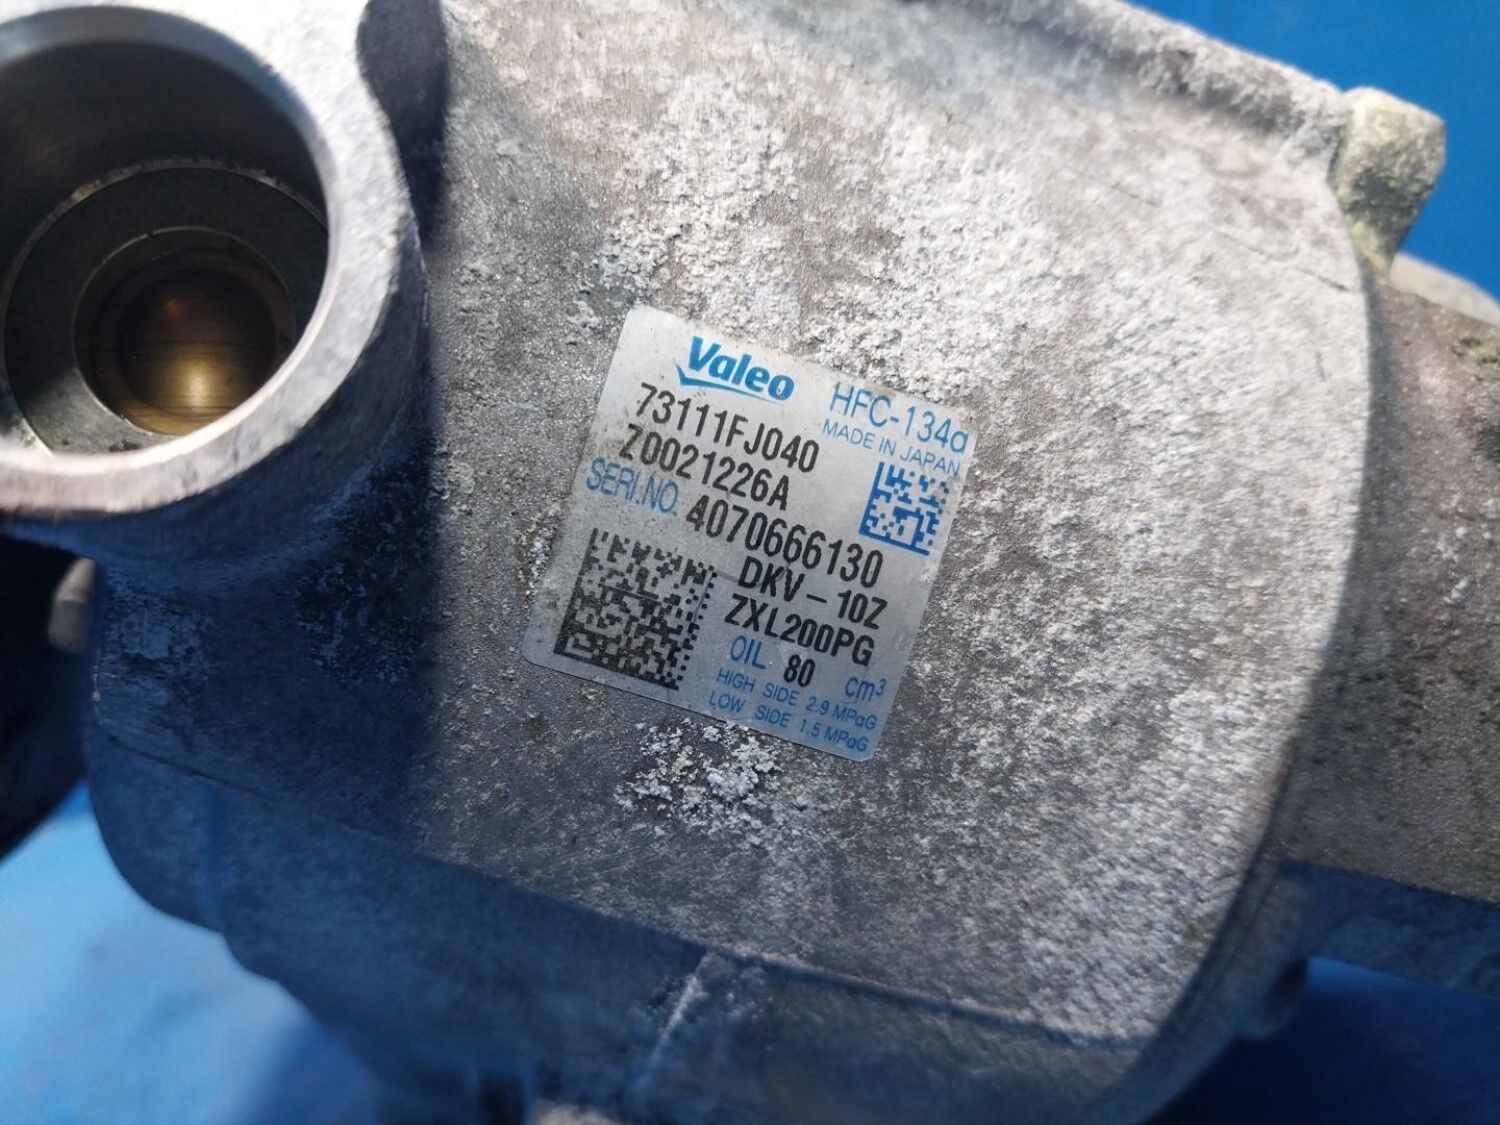 Valeo
HFC-134a
MADE IN JAPAN
73111FJ040
Z0021226A
SERI.NO. 4070666130
DKV-10Z
ZXL200PG
OIL 80 cm³
HIGH SIDE 2.9 MPaG
LOW SIDE 1.5 MPaG